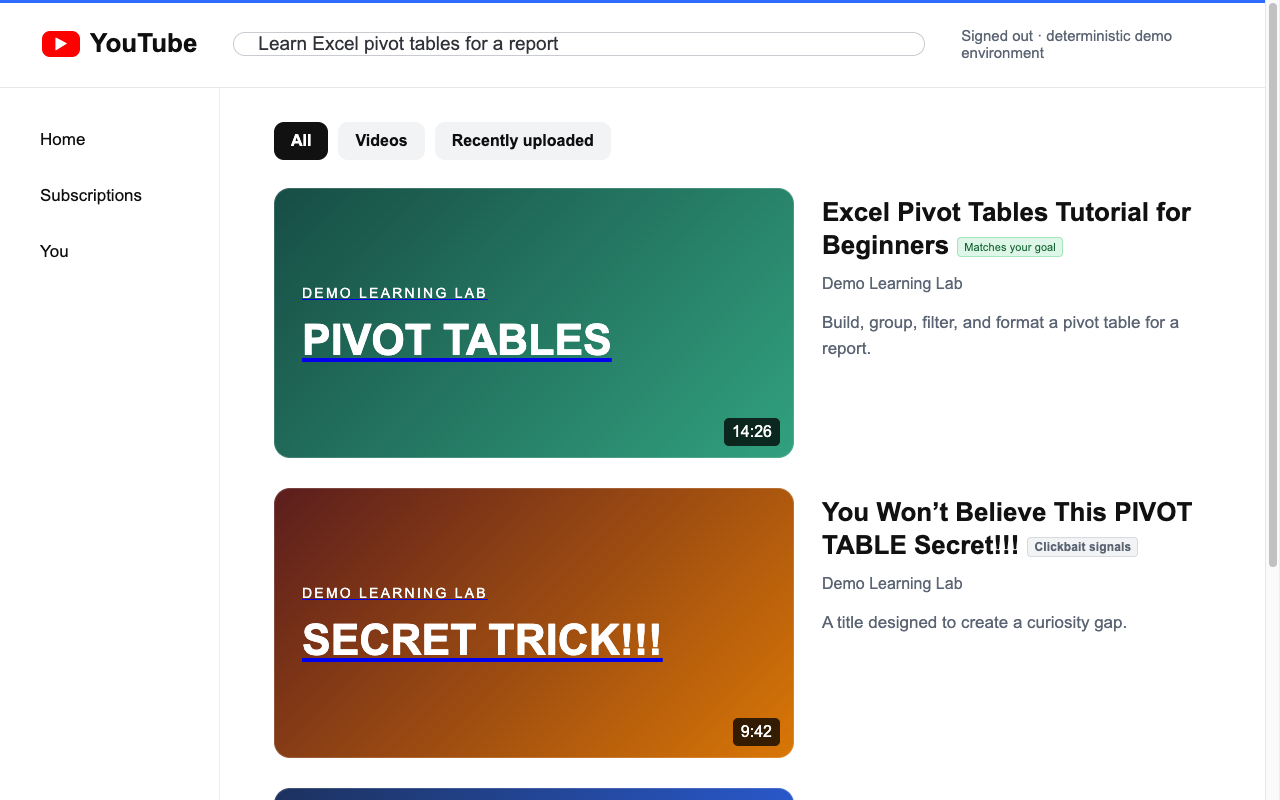 YouTube
Learn Excel pivot tables for a report
Signed out · deterministic demo
environment
Home
Subscriptions
You
All
Videos
Recently uploaded
DEMO LEARNING LAB
PIVOT TABLES
14:26
Excel Pivot Tables Tutorial for
Beginners Matches your goal
Demo Learning Lab
Build, group, filter, and format a pivot table for a
report.
DEMO LEARNING LAB
SECRET TRICK!!!
9:42
You Won’t Believe This PIVOT
TABLE Secret!!! Clickbait signals
Demo Learning Lab
A title designed to create a curiosity gap.